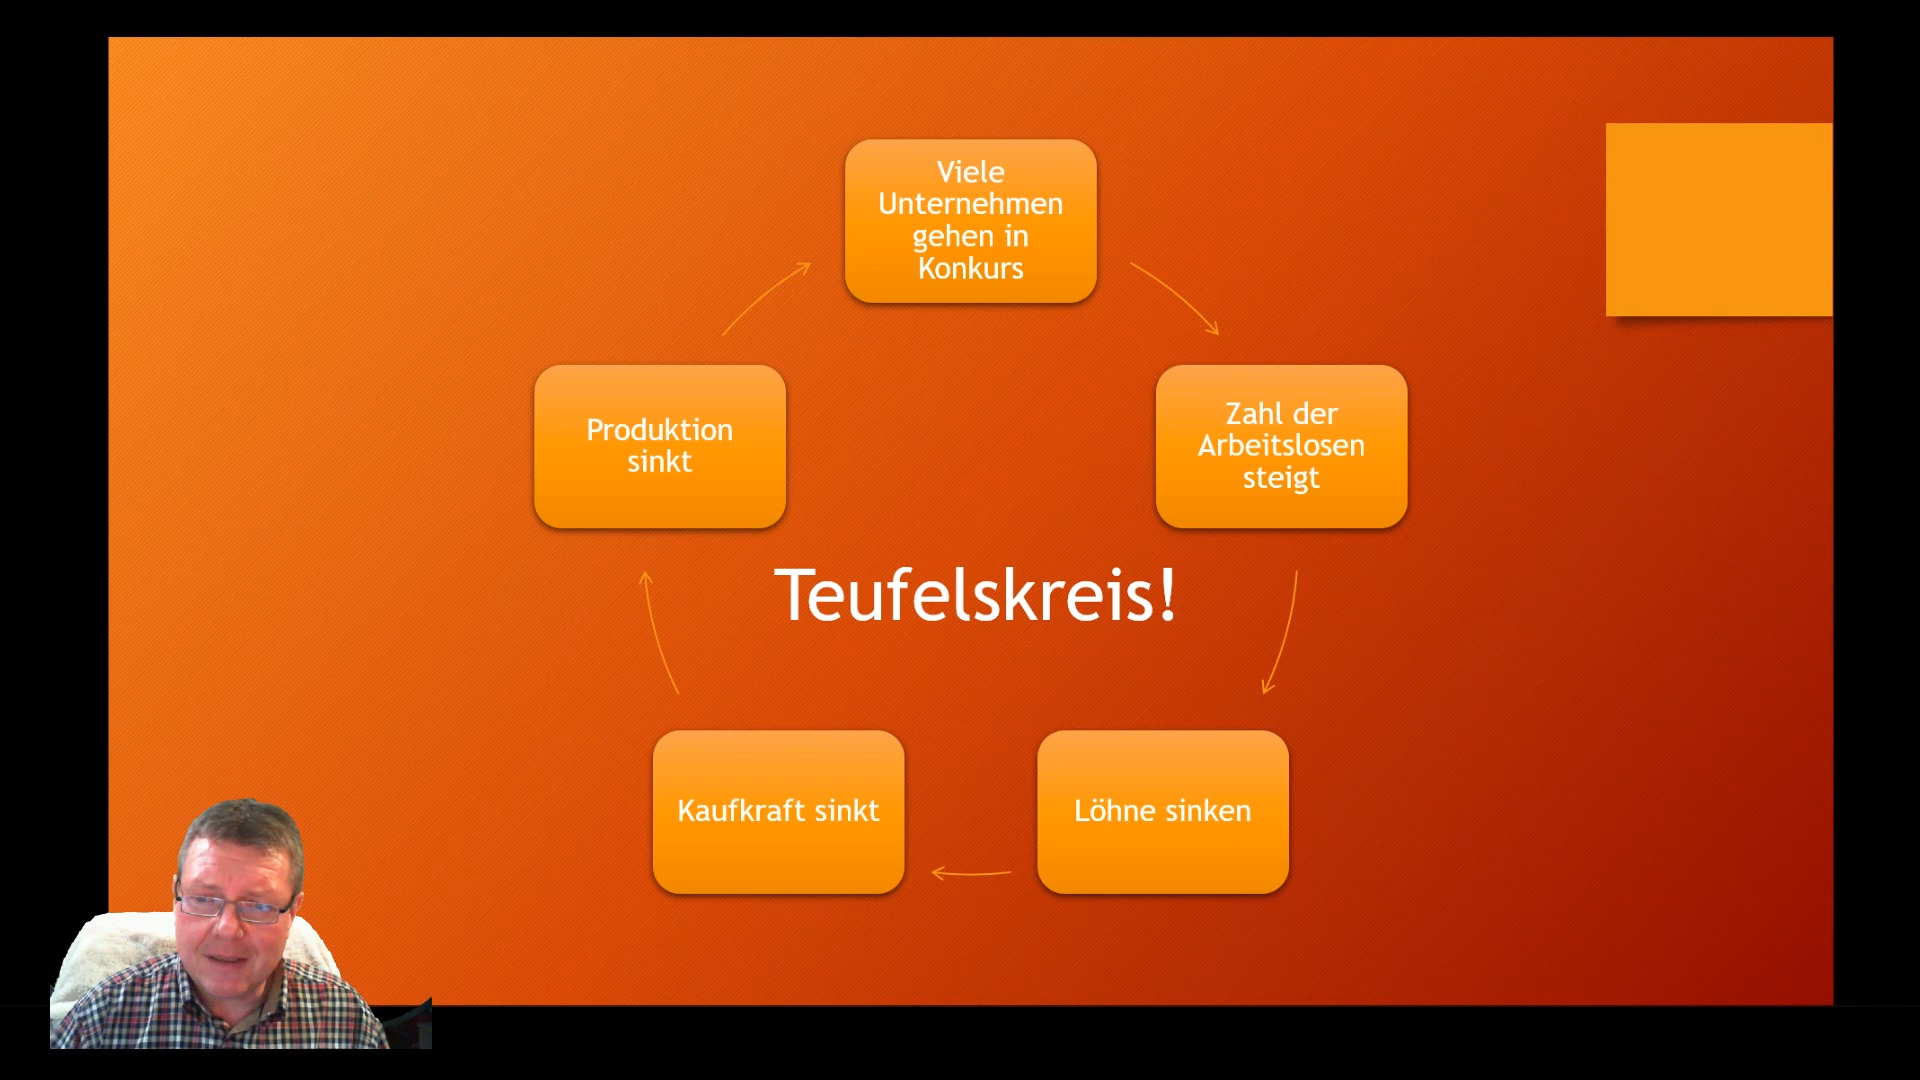 Viele
Unternehmen
gehen in
Konkurs
Zahl der
Arbeitslosen
steigt
Löhne sinken
Kaufkraft sinkt
Produktion
sinkt
Teufelskreis!